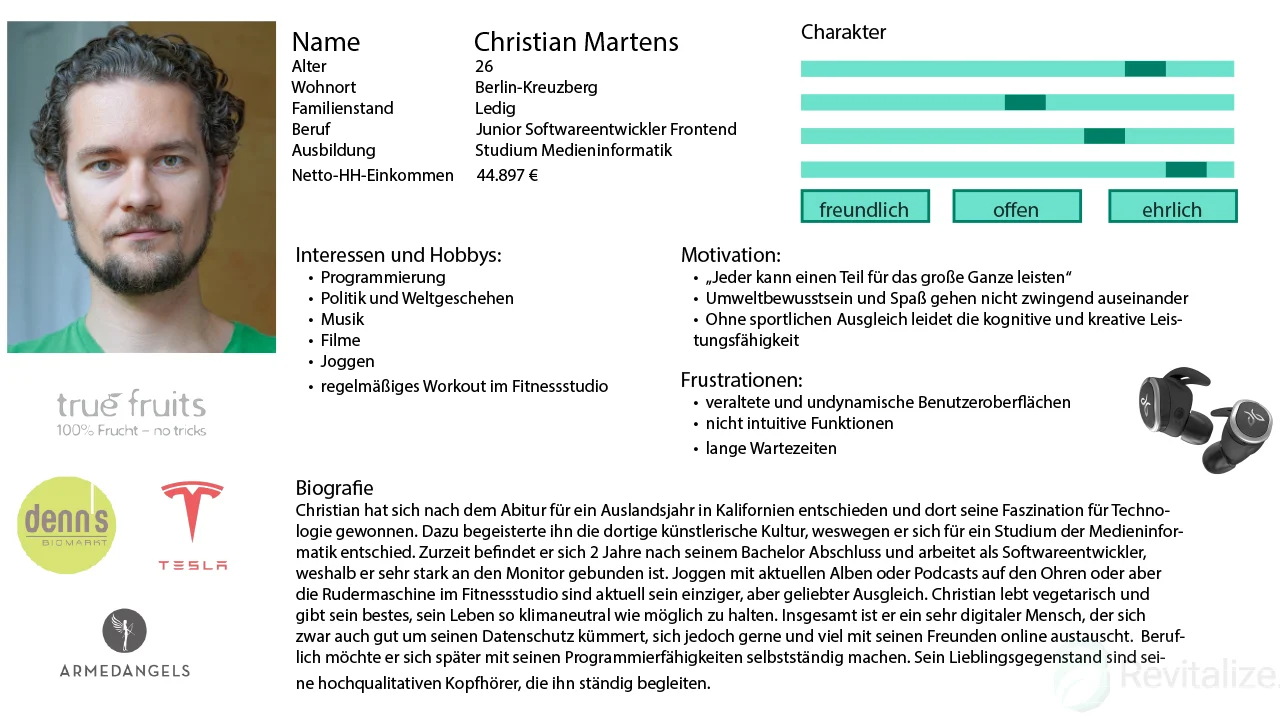 Name Christian Martens
Alter 26
Wohnort Berlin-Kreuzberg
Familienstand Ledig
Beruf Junior Softwareentwickler Frontend
Ausbildung Studium Medieninformatik
Netto-HH-Einkommen 44.897 €
Charakter
freundlich offen ehrlich
Interessen und Hobbys:
• Programmierung
• Politik und Weltgeschehen
• Musik
• Filme
• Joggen
• regelmäßiges Workout im Fitnessstudio
Motivation:
• „Jeder kann einen Teil für das große Ganze leisten“
• Umweltbewusstsein und Spaß gehen nicht zwingend auseinander
• Ohne sportlichen Ausgleich leidet die kognitive und kreative Leis-
tungsfähigkeit
Frustrationen:
• veraltete und undynamische Benutzeroberflächen
• nicht intuitive Funktionen
• lange Wartezeiten
true fruits
100% Frucht – no tricks
denn's
BIOMARKT
TESLA
ARMEDANGELS
Biografie
Christian hat sich nach dem Abitur für ein Auslandsjahr in Kalifornien entschieden und dort seine Faszination für Techno-
logie gewonnen. Dazu begeisterte ihn die dortige künstlerische Kultur, weswegen er sich für ein Studium der Medieninfor-
matik entschied. Zurzeit befindet er sich 2 Jahre nach seinem Bachelor Abschluss und arbeitet als Softwareentwickler,
weshalb er sehr stark an den Monitor gebunden ist. Joggen mit aktuellen Alben oder Podcasts auf den Ohren oder aber
die Rudermaschine im Fitnessstudio sind aktuell sein einziger, aber geliebter Ausgleich. Christian lebt vegetarisch und
gibt sein bestes, sein Leben so klimaneutral wie möglich zu halten. Insgesamt ist er ein sehr digitaler Mensch, der sich
zwar auch gut um seinen Datenschutz kümmert, sich jedoch gerne und viel mit seinen Freunden online austauscht. Beruf-
lich möchte er sich später mit seinen Programmierfähigkeiten selbstständig machen. Sein Lieblingsgegenstand sind sei-
ne hochqualitativen Kopfhörer, die ihn ständig begleiten.
Revitalize.